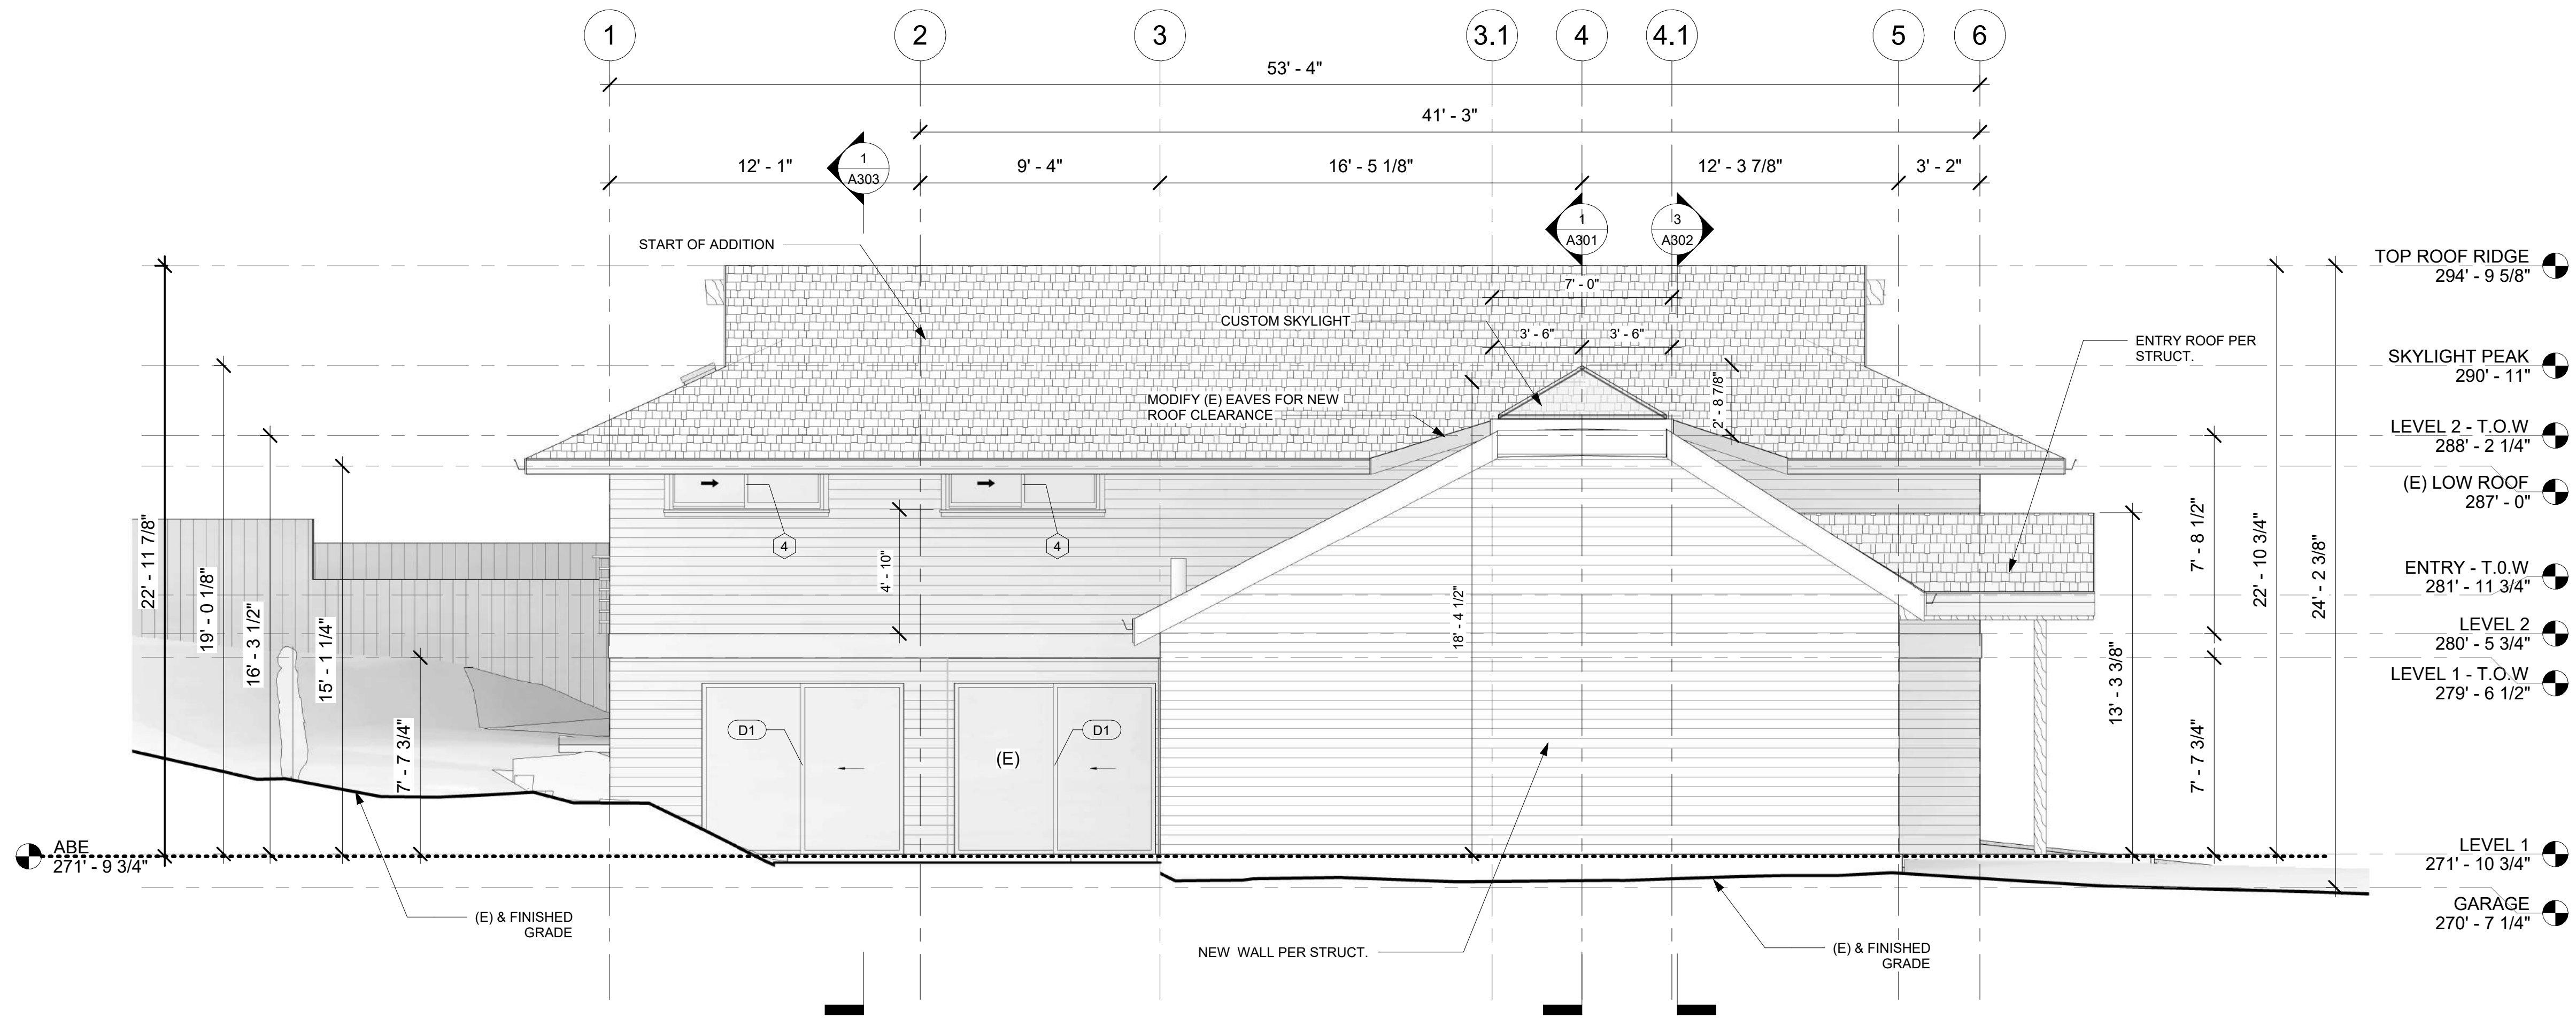 1 2 3 3.1 4 4.1 5 6
53' - 4"
41' - 3"
12' - 1" 9' - 4" 16' - 5 1/8" 12' - 3 7/8" 3' - 2"
1
A303
1
A301
3
A302
START OF ADDITION
7' - 0"
CUSTOM SKYLIGHT
3' - 6" 3' - 6"
2' - 8 7/8"
MODIFY (E) EAVES FOR NEW
ROOF CLEARANCE
ENTRY ROOF PER
STRUCT.
TOP ROOF RIDGE
294' - 9 5/8"
SKYLIGHT PEAK
290' - 11"
LEVEL 2 - T.O.W
288' - 2 1/4"
(E) LOW ROOF
287' - 0"
ENTRY - T.0.W
281' - 11 3/4"
LEVEL 2
280' - 5 3/4"
LEVEL 1 - T.O.W
279' - 6 1/2"
LEVEL 1
271' - 10 3/4"
GARAGE
270' - 7 1/4"
22' - 11 7/8"
19' - 0 1/8"
16' - 3 1/2"
15' - 1 1/4"
7' - 7 3/4"
4 4
4' - 10"
18' - 4 1/2"
13' - 3 3/8"
7' - 8 1/2"
7' - 7 3/4"
22' - 10 3/4"
24' - 2 3/8"
D1 (E) D1
ABE
271' - 9 3/4"
(E) & FINISHED
GRADE
NEW WALL PER STRUCT.
(E) & FINISHED
GRADE